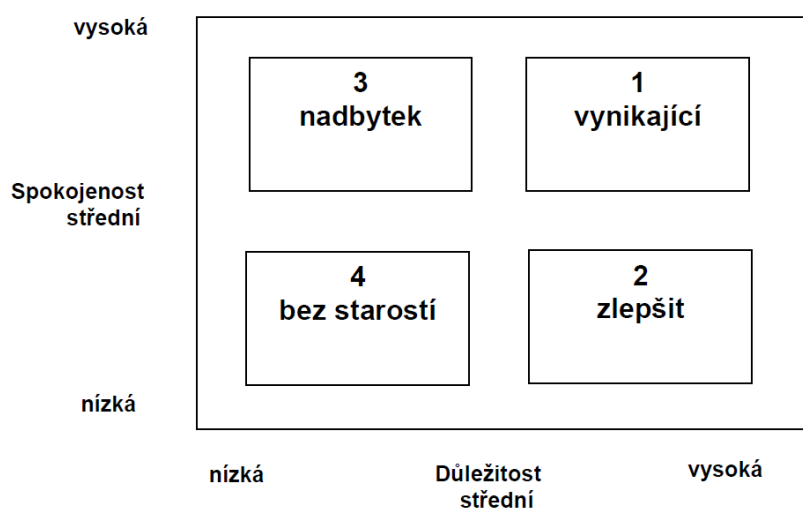 vysoká
3
nadbytek
1
vynikající
Spokojenost
střední
4
bez starostí
2
zlepšit
nízká
nízká
Důležitost
střední
vysoká